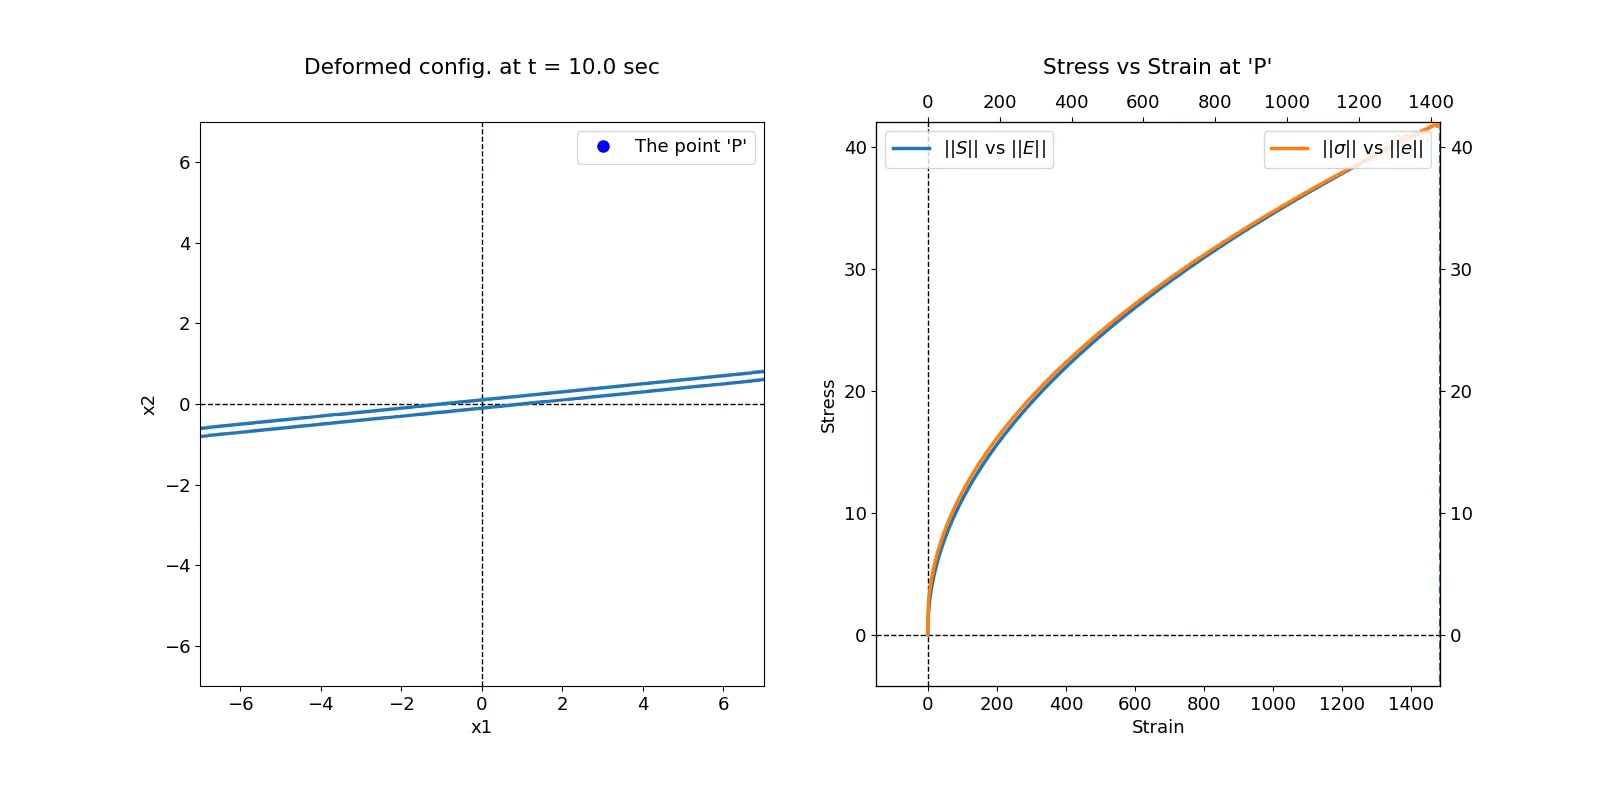 Deformed config. at t = 10.0 sec
The point 'P'
6
4
2
0
−2
−4
−6
x2
−6 −4 −2 0 2 4 6
x1
Stress vs Strain at 'P'
0 200 400 600 800 1000 1200 1400
||S|| vs ||E||
||σ|| vs ||e||
40
30
20
10
0
Stress
40
30
20
10
0
0 200 400 600 800 1000 1200 1400
Strain